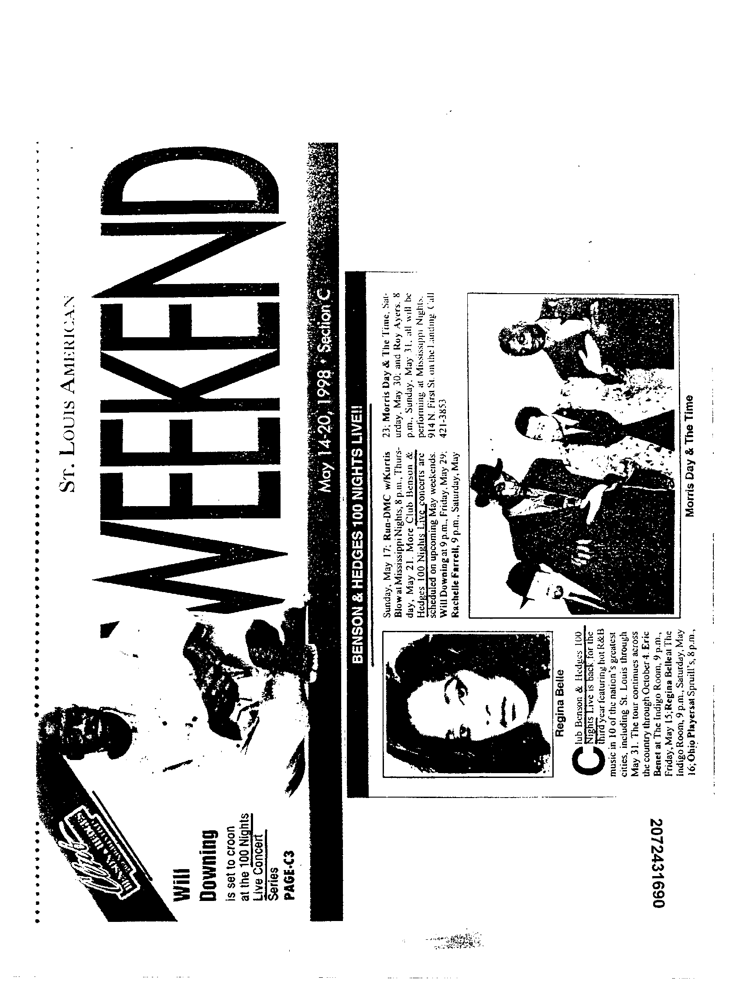 ST. LOUIS AMERICAN
WEEKEND
Club
BENSON & HEDGES
Will
Downing
is set to croon
at the 100 Nights
Live Concert
Series
PAGE-C3
May 14-20, 1998 * Section C
BENSON & HEDGES 100 NIGHTS LIVE!!
Regina Belle
Club Benson & Hedges 100
Nights Live is back for the
third year featuring hot R&B
music in 10 of the nation's greatest
cities, including St. Louis through
May 31. The tour continues across
the country through October 4. Eric
Benet at The Indigo Room, 9 p.m.,
Friday, May 15; Regina Belle at The
Indigo Room, 9 p.m., Saturday, May
16; Ohio Players at Spruill's, 8 p.m.,
Sunday, May 17; Run-DMC w/Kurtis
Blow at Mississippi Nights, 8 p.m., Thurs-
day, May 21. More Club Benson &
Hedges 100 Nights Live concerts are
scheduled on upcoming May weekends:
Will Downing at 9 p.m., Friday, May 29;
Rachelle Farrell, 9 p.m., Saturday, May
23; Morris Day & The Time, Sat-
urday, May 30; and Roy Ayers, 8
p.m., Sunday, May 31, all will be
performing at Mississippi Nights,
914 N. First St. on the Landing Call
421-3853
Morris Day & The Time
2072431690